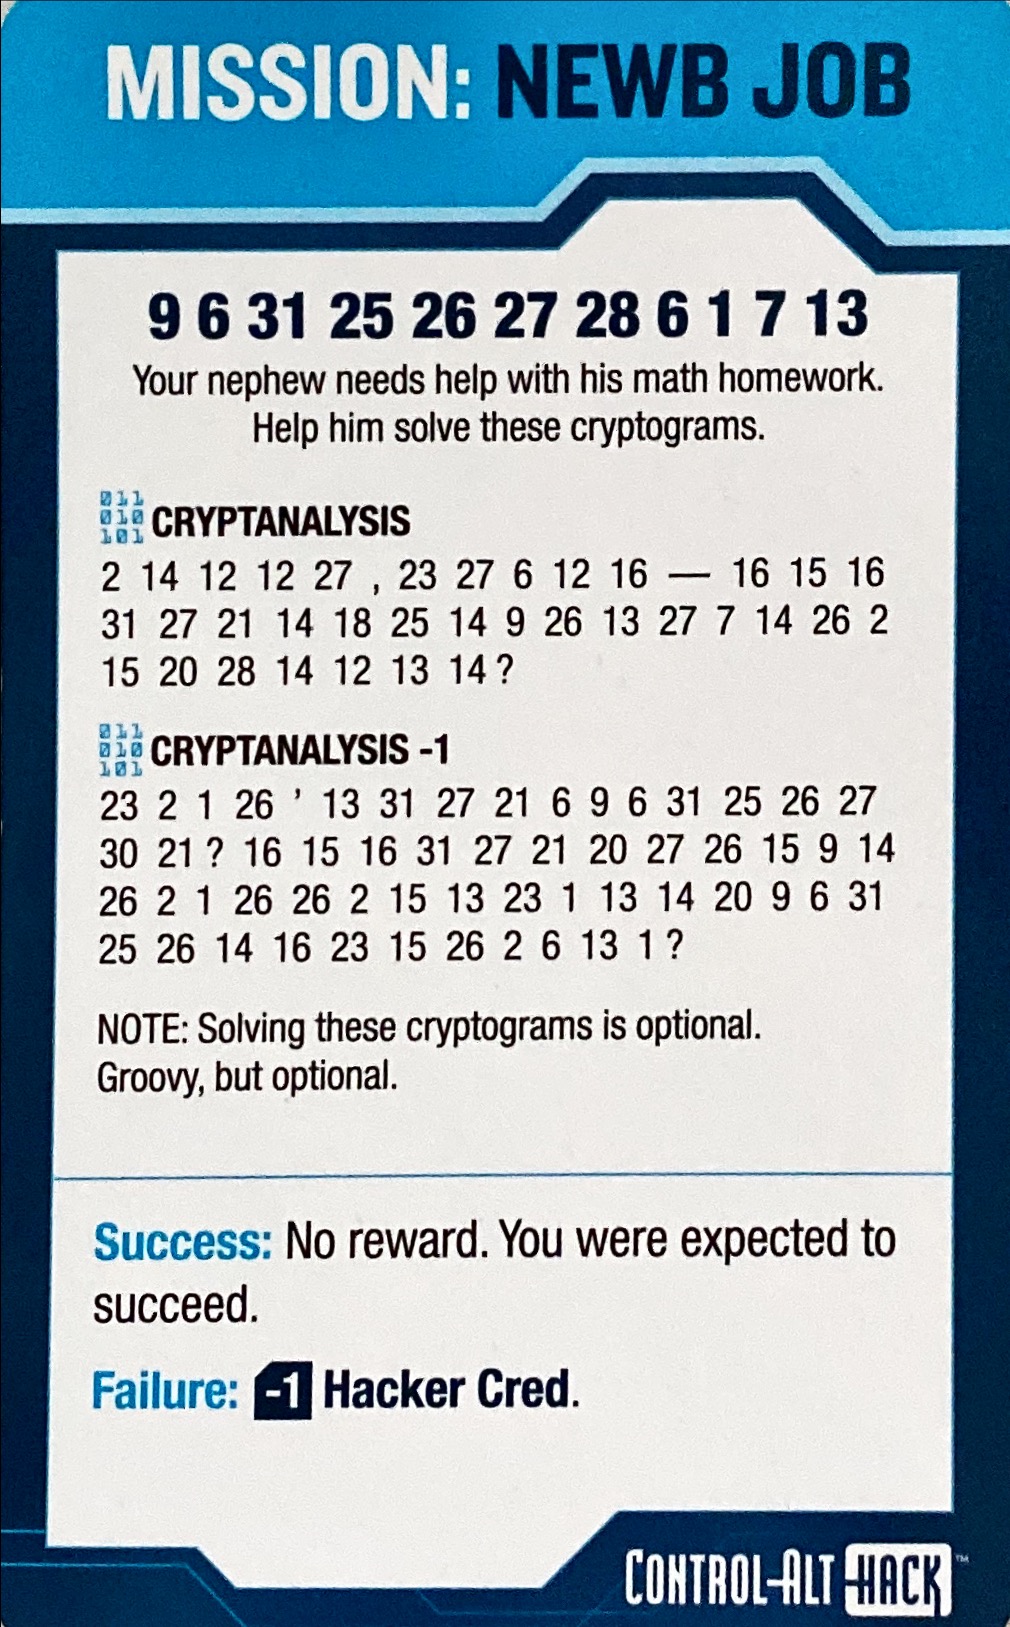 MISSION: NEWB JOB
9 6 31 25 26 27 28 6 1 7 13
Your nephew needs help with his math homework.
Help him solve these cryptograms.
011
010
101
CRYPTANALYSIS
2 14 12 12 27 , 23 27 6 12 16 — 16 15 16
31 27 21 14 18 25 14 9 26 13 27 7 14 26 2
15 20 28 14 12 13 14 ?
011
010
101
CRYPTANALYSIS -1
23 2 1 26 ' 13 31 27 21 6 9 6 31 25 26 27
30 21 ? 16 15 16 31 27 21 20 27 26 15 9 14
26 2 1 26 26 2 15 13 23 1 13 14 20 9 6 31
25 26 14 16 23 15 26 2 6 13 1 ?
NOTE: Solving these cryptograms is optional.
Groovy, but optional.
Success: No reward. You were expected to
succeed.
Failure: -1 Hacker Cred.
CONTROL-ALT-HACK™